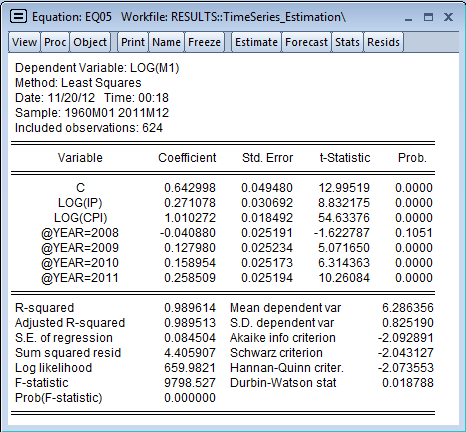 Equation: EQ05 Workfile: RESULTS::TimeSeries_Estimation\
View Proc Object Print Name Freeze Estimate Forecast Stats Resids
Dependent Variable: LOG(M1)
Method: Least Squares
Date: 11/20/12 Time: 00:18
Sample: 1960M01 2011M12
Included observations: 624
Variable Coefficient Std. Error t-Statistic Prob.
C 0.642998 0.049480 12.99519 0.0000
LOG(IP) 0.271078 0.030692 8.832175 0.0000
LOG(CPI) 1.010272 0.018492 54.63376 0.0000
@YEAR=2008 -0.040880 0.025191 -1.622787 0.1051
@YEAR=2009 0.127980 0.025234 5.071650 0.0000
@YEAR=2010 0.158954 0.025173 6.314363 0.0000
@YEAR=2011 0.258509 0.025194 10.26084 0.0000
R-squared 0.989614 Mean dependent var 6.286356
Adjusted R-squared 0.989513 S.D. dependent var 0.825190
S.E. of regression 0.084504 Akaike info criterion -2.092891
Sum squared resid 4.405907 Schwarz criterion -2.043127
Log likelihood 659.9821 Hannan-Quinn criter. -2.073553
F-statistic 9798.527 Durbin-Watson stat 0.018788
Prob(F-statistic) 0.000000